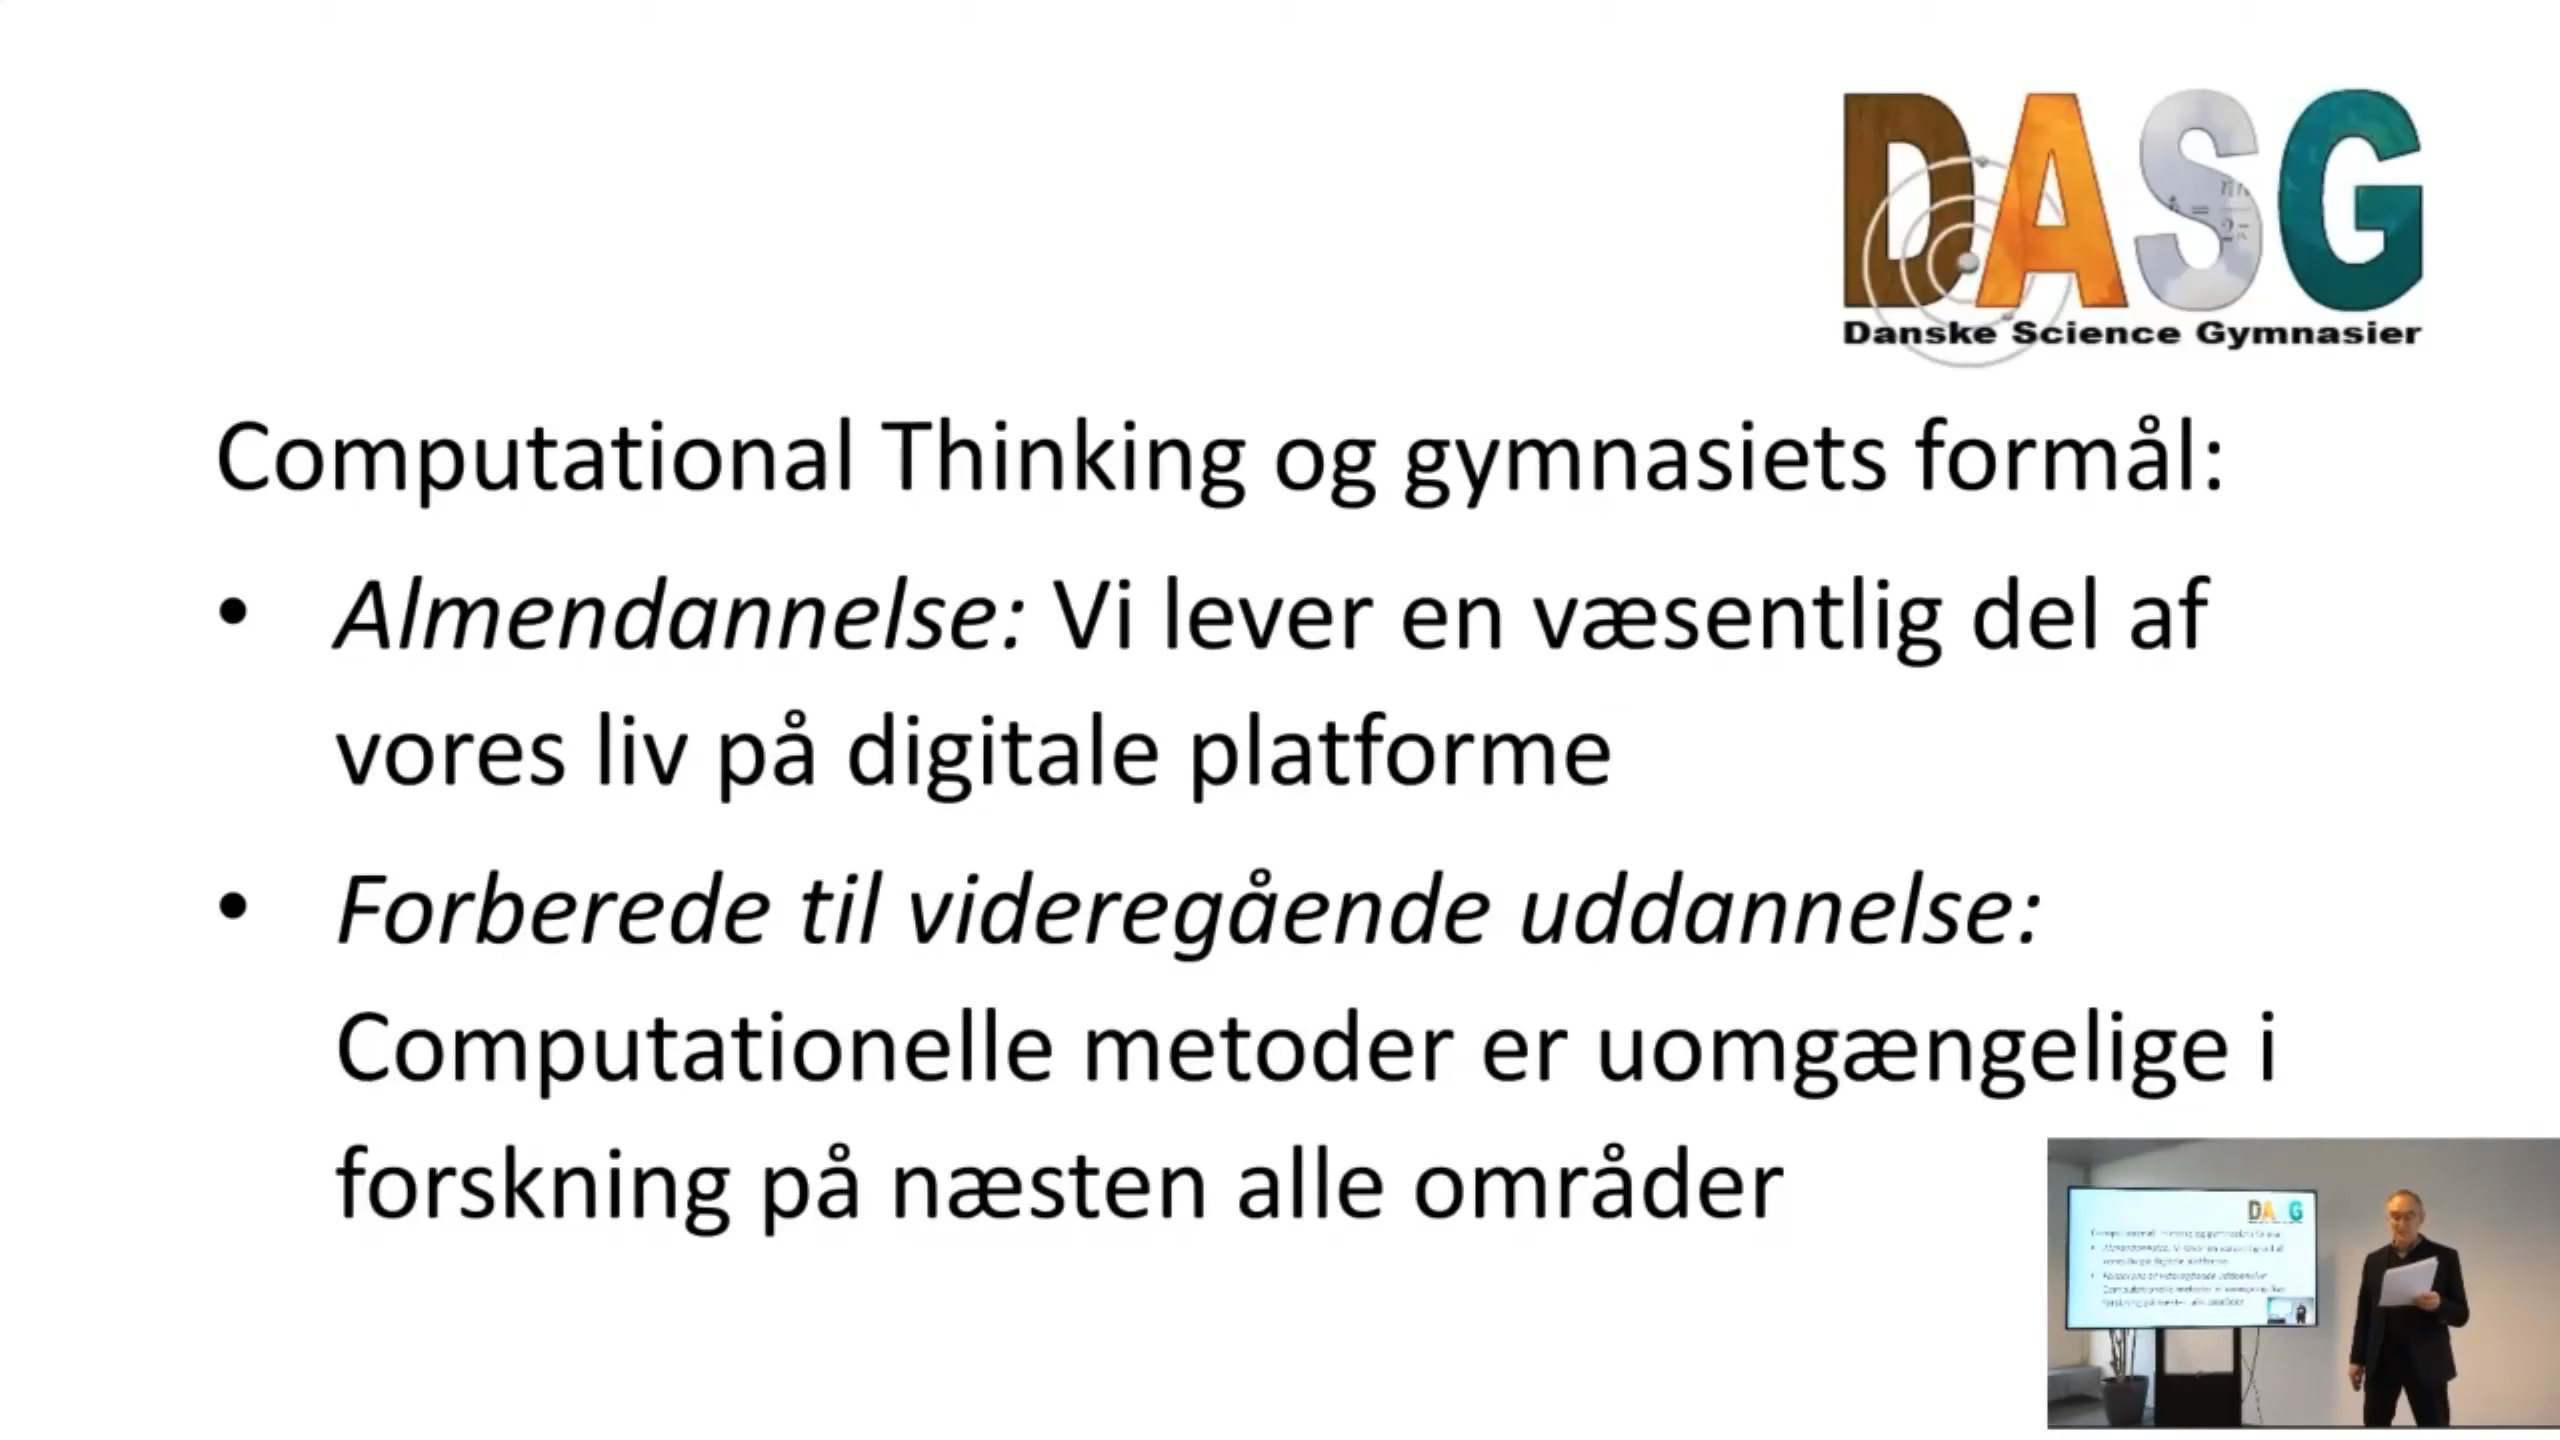 DASG
Danske Science Gymnasier
Computational Thinking og gymnasiets formål:
• Almendannelse: Vi lever en væsentlig del af
vores liv på digitale platforme
• Forberede til videregående uddannelse:
Computationelle metoder er uomgængelige i
forskning på næsten alle områder